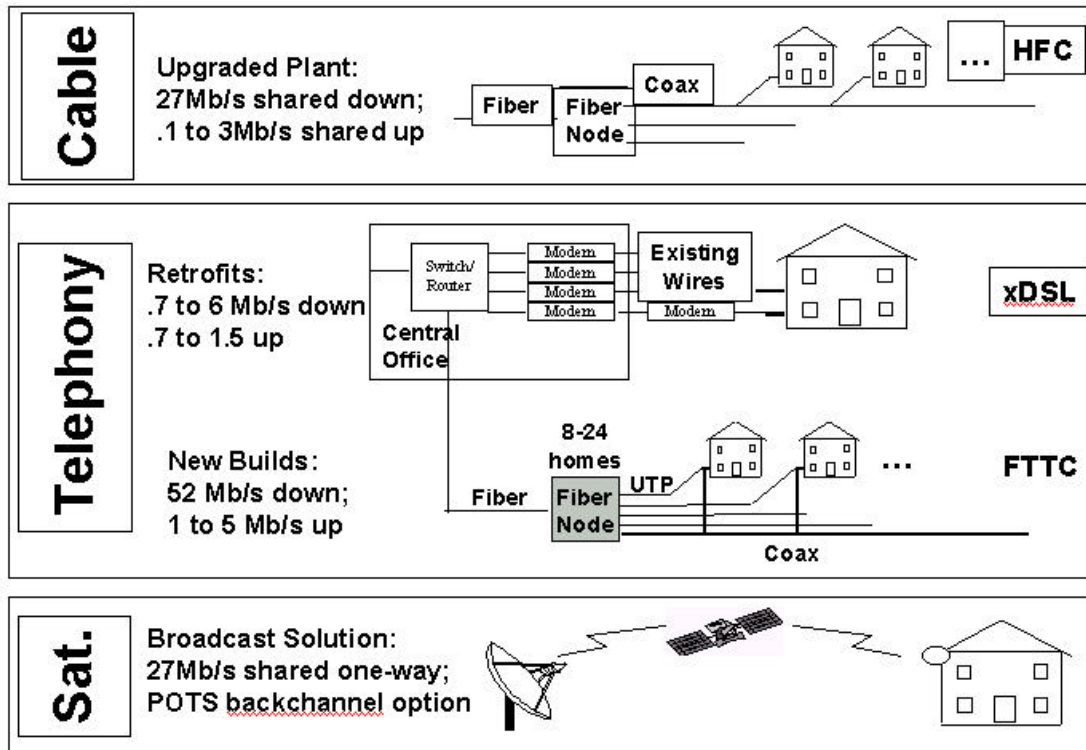 Cable
Upgraded Plant:
27Mb/s shared down;
.1 to 3Mb/s shared up
Fiber
Fiber
Node
Coax
...
HFC
Telephony
Retrofits:
.7 to 6 Mb/s down
.7 to 1.5 up
Switch/
Router
Modem
Modem
Modem
Modem
Central
Office
Existing
Wires
Modem
xDSL
New Builds:
52 Mb/s down;
1 to 5 Mb/s up
Fiber
8-24
homes
Fiber
Node
UTP
Coax
...
FTTC
Sat.
Broadcast Solution:
27Mb/s shared one-way;
POTS backchannel option